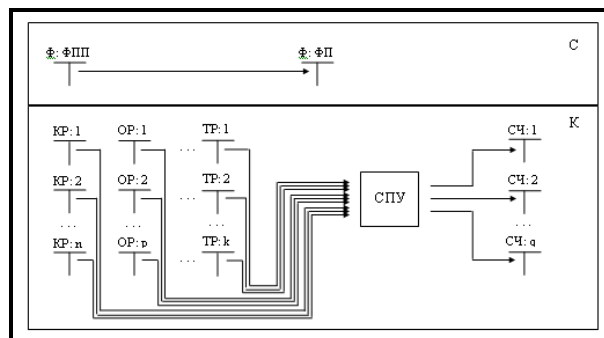 С
Ф: ФПП Ф: ФП
К
КР:1 ОР:1 ... ТР:1 СЧ:1
КР:2 ОР:2 ... ТР:2 СПУ СЧ:2
... ... ... ...
КР:n ОР:p ... ТР:k СЧ:q